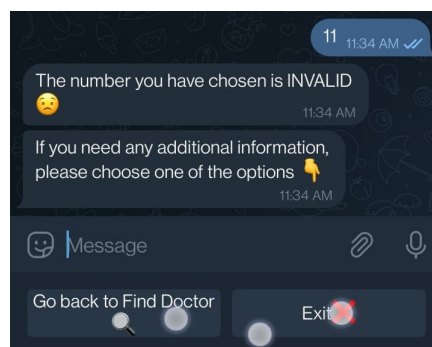 11 11:34 AM
The number you have chosen is INVALID
😟
11:34 AM
If you need any additional information,
please choose one of the options 👇
11:34 AM
Message
Go back to Find Doctor
🔍
Exit❌